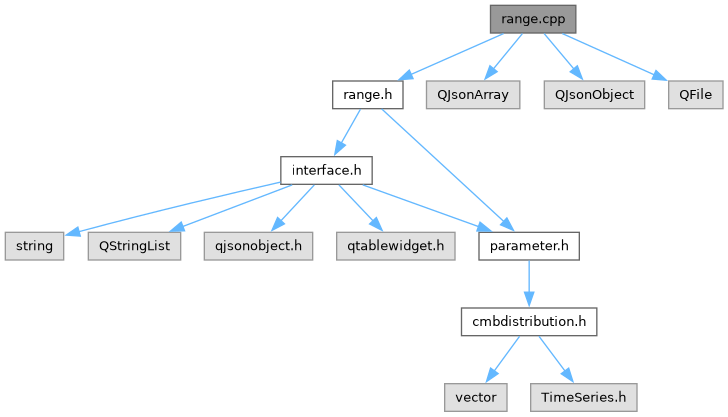 range.cpp
range.h
QJsonArray
QJsonObject
QFile
interface.h
string
QStringList
qjsonobject.h
qtablewidget.h
parameter.h
cmbdistribution.h
vector
TimeSeries.h